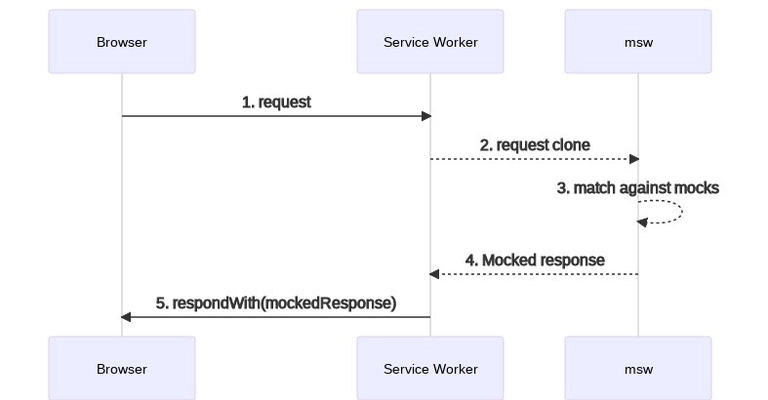 Browser
Service Worker
msw
1. request
2. request clone
3. match against mocks
4. Mocked response
5. respondWith(mockedResponse)
Browser
Service Worker
msw